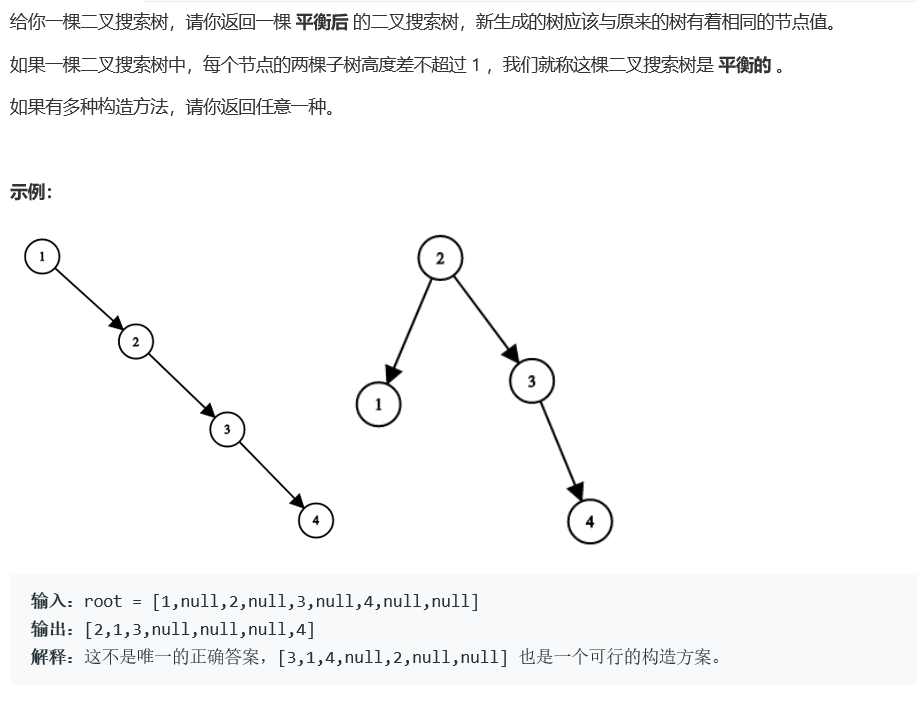 给你一棵二叉搜索树，请你返回一棵 平衡后 的二叉搜索树，新生成的树应该与原来的树有着相同的节点值。
如果一棵二叉搜索树中，每个节点的两棵子树高度差不超过 1 ，我们就称这棵二叉搜索树是 平衡的 。
如果有多种构造方法，请你返回任意一种。
示例：
1
2
3
4
2
1
3
4
输入：root = [1,null,2,null,3,null,4,null,null]
输出：[2,1,3,null,null,null,4]
解释：这不是唯一的正确答案，[3,1,4,null,2,null,null] 也是一个可行的构造方案。